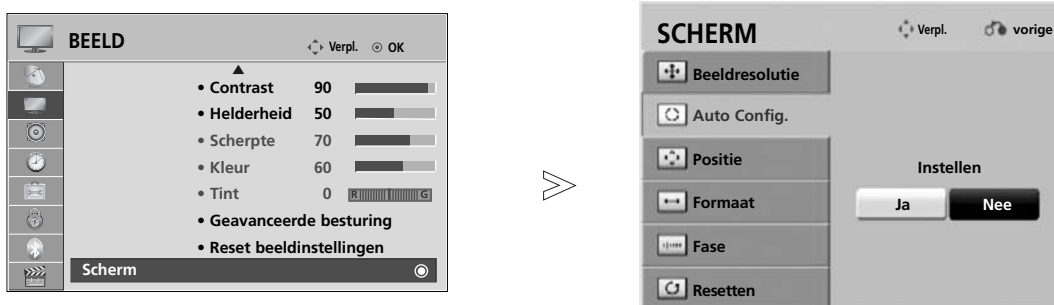 BEELD
Verpl. OK
• Contrast 90
• Helderheid 50
• Scherpte 70
• Kleur 60
• Tint 0 R G
• Geavanceerde besturing
• Reset beeldinstellingen
Scherm
SCHERM
Verpl. vorige
Beeldresolutie
Auto Config.
Positie
Formaat
Fase
Resetten
Instellen
Ja Nee